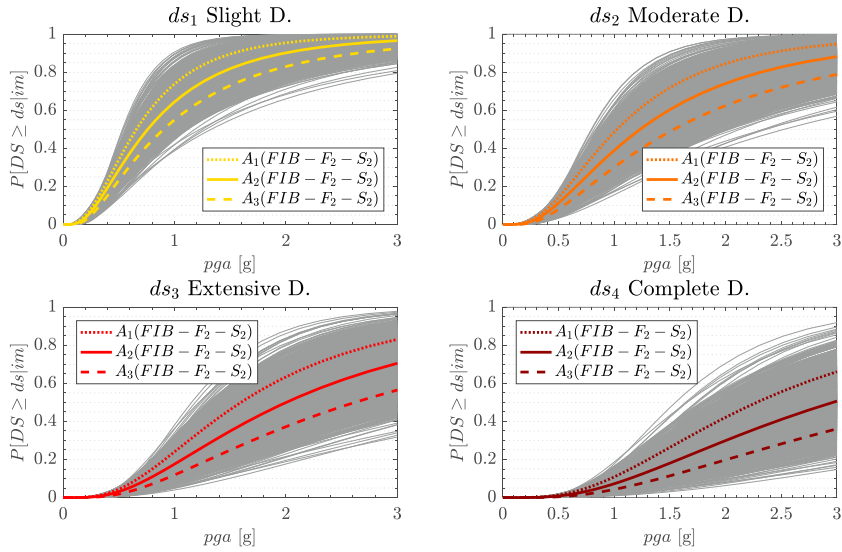 ds₁ Slight D.
P[DS ≥ ds|im]
1
0.8
0.6
0.4
0.2
0
A₁(FIB − F₂ − S₂)
A₂(FIB − F₂ − S₂)
A₃(FIB − F₂ − S₂)
0 1 2 3
pga [g]
ds₂ Moderate D.
P[DS ≥ ds|im]
1
0.8
0.6
0.4
0.2
0
A₁(FIB − F₂ − S₂)
A₂(FIB − F₂ − S₂)
A₃(FIB − F₂ − S₂)
0 0.5 1 1.5 2 2.5 3
pga [g]
ds₃ Extensive D.
P[DS ≥ ds|im]
1
0.8
0.6
0.4
0.2
0
A₁(FIB − F₂ − S₂)
A₂(FIB − F₂ − S₂)
A₃(FIB − F₂ − S₂)
0 1 2 3
pga [g]
ds₄ Complete D.
P[DS ≥ ds|im]
1
0.8
0.6
0.4
0.2
0
A₁(FIB − F₂ − S₂)
A₂(FIB − F₂ − S₂)
A₃(FIB − F₂ − S₂)
0 0.5 1 1.5 2 2.5 3
pga [g]